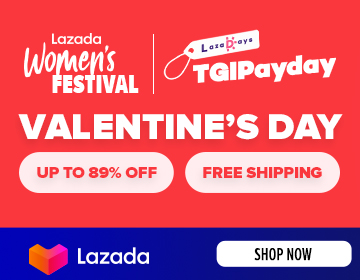 Lazada
Women's
FESTIVAL
LazaDays
TGIPayday
VALENTINE'S DAY
UP TO 89% OFF
FREE SHIPPING
Lazada
SHOP NOW